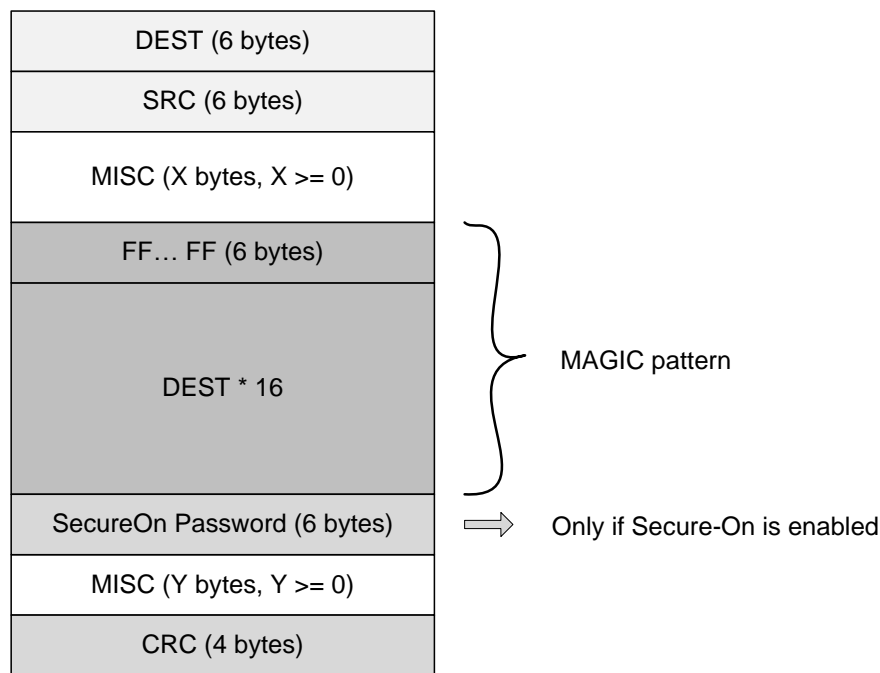 DEST (6 bytes)
SRC (6 bytes)
MISC (X bytes, X >= 0)
FF… FF (6 bytes)
DEST * 16
MAGIC pattern
SecureOn Password (6 bytes)
Only if Secure-On is enabled
MISC (Y bytes, Y >= 0)
CRC (4 bytes)